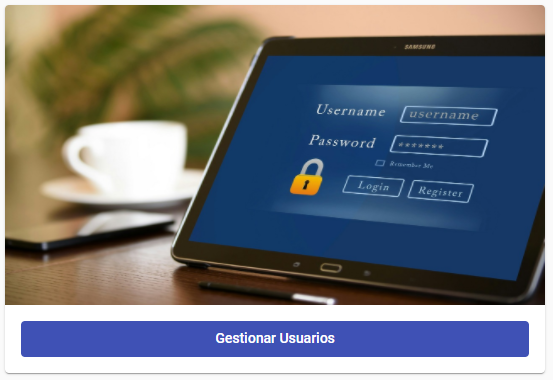 SAMSUNG
Username username
Password *******
Remember Me
Login Register
Gestionar Usuarios